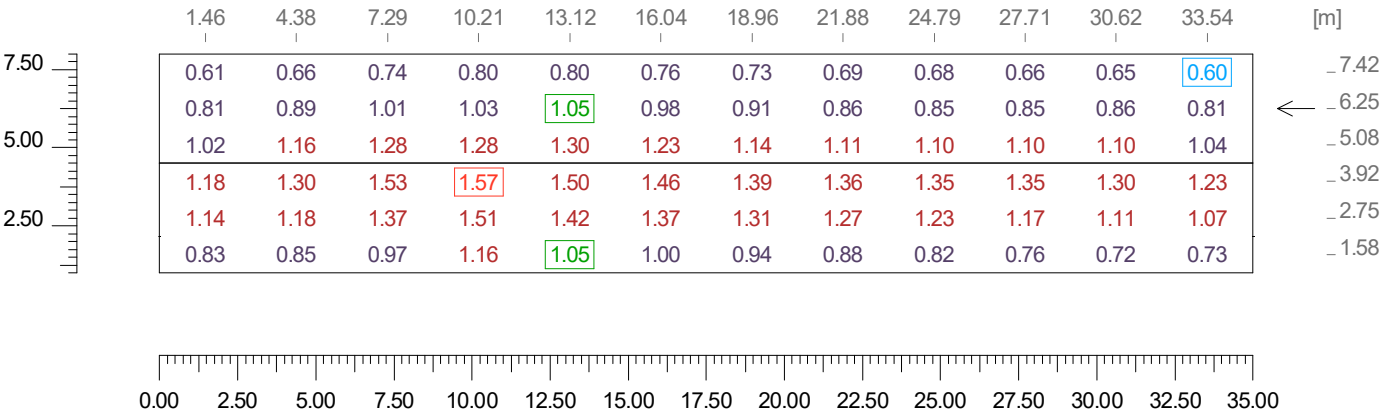 1.46 4.38 7.29 10.21 13.12 16.04 18.96 21.88 24.79 27.71 30.62 33.54 [m]
7.50 0.61 0.66 0.74 0.80 0.80 0.76 0.73 0.69 0.68 0.66 0.65 0.60 7.42
0.81 0.89 1.01 1.03 1.05 0.98 0.91 0.86 0.85 0.85 0.86 0.81 6.25
5.00 1.02 1.16 1.28 1.28 1.30 1.23 1.14 1.11 1.10 1.10 1.10 1.04 5.08
1.18 1.30 1.53 1.57 1.50 1.46 1.39 1.36 1.35 1.35 1.30 1.23 3.92
2.50 1.14 1.18 1.37 1.51 1.42 1.37 1.31 1.27 1.23 1.17 1.11 1.07 2.75
0.83 0.85 0.97 1.16 1.05 1.00 0.94 0.88 0.82 0.76 0.72 0.73 1.58
0.00 2.50 5.00 7.50 10.00 12.50 15.00 17.50 20.00 22.50 25.00 27.50 30.00 32.50 35.00